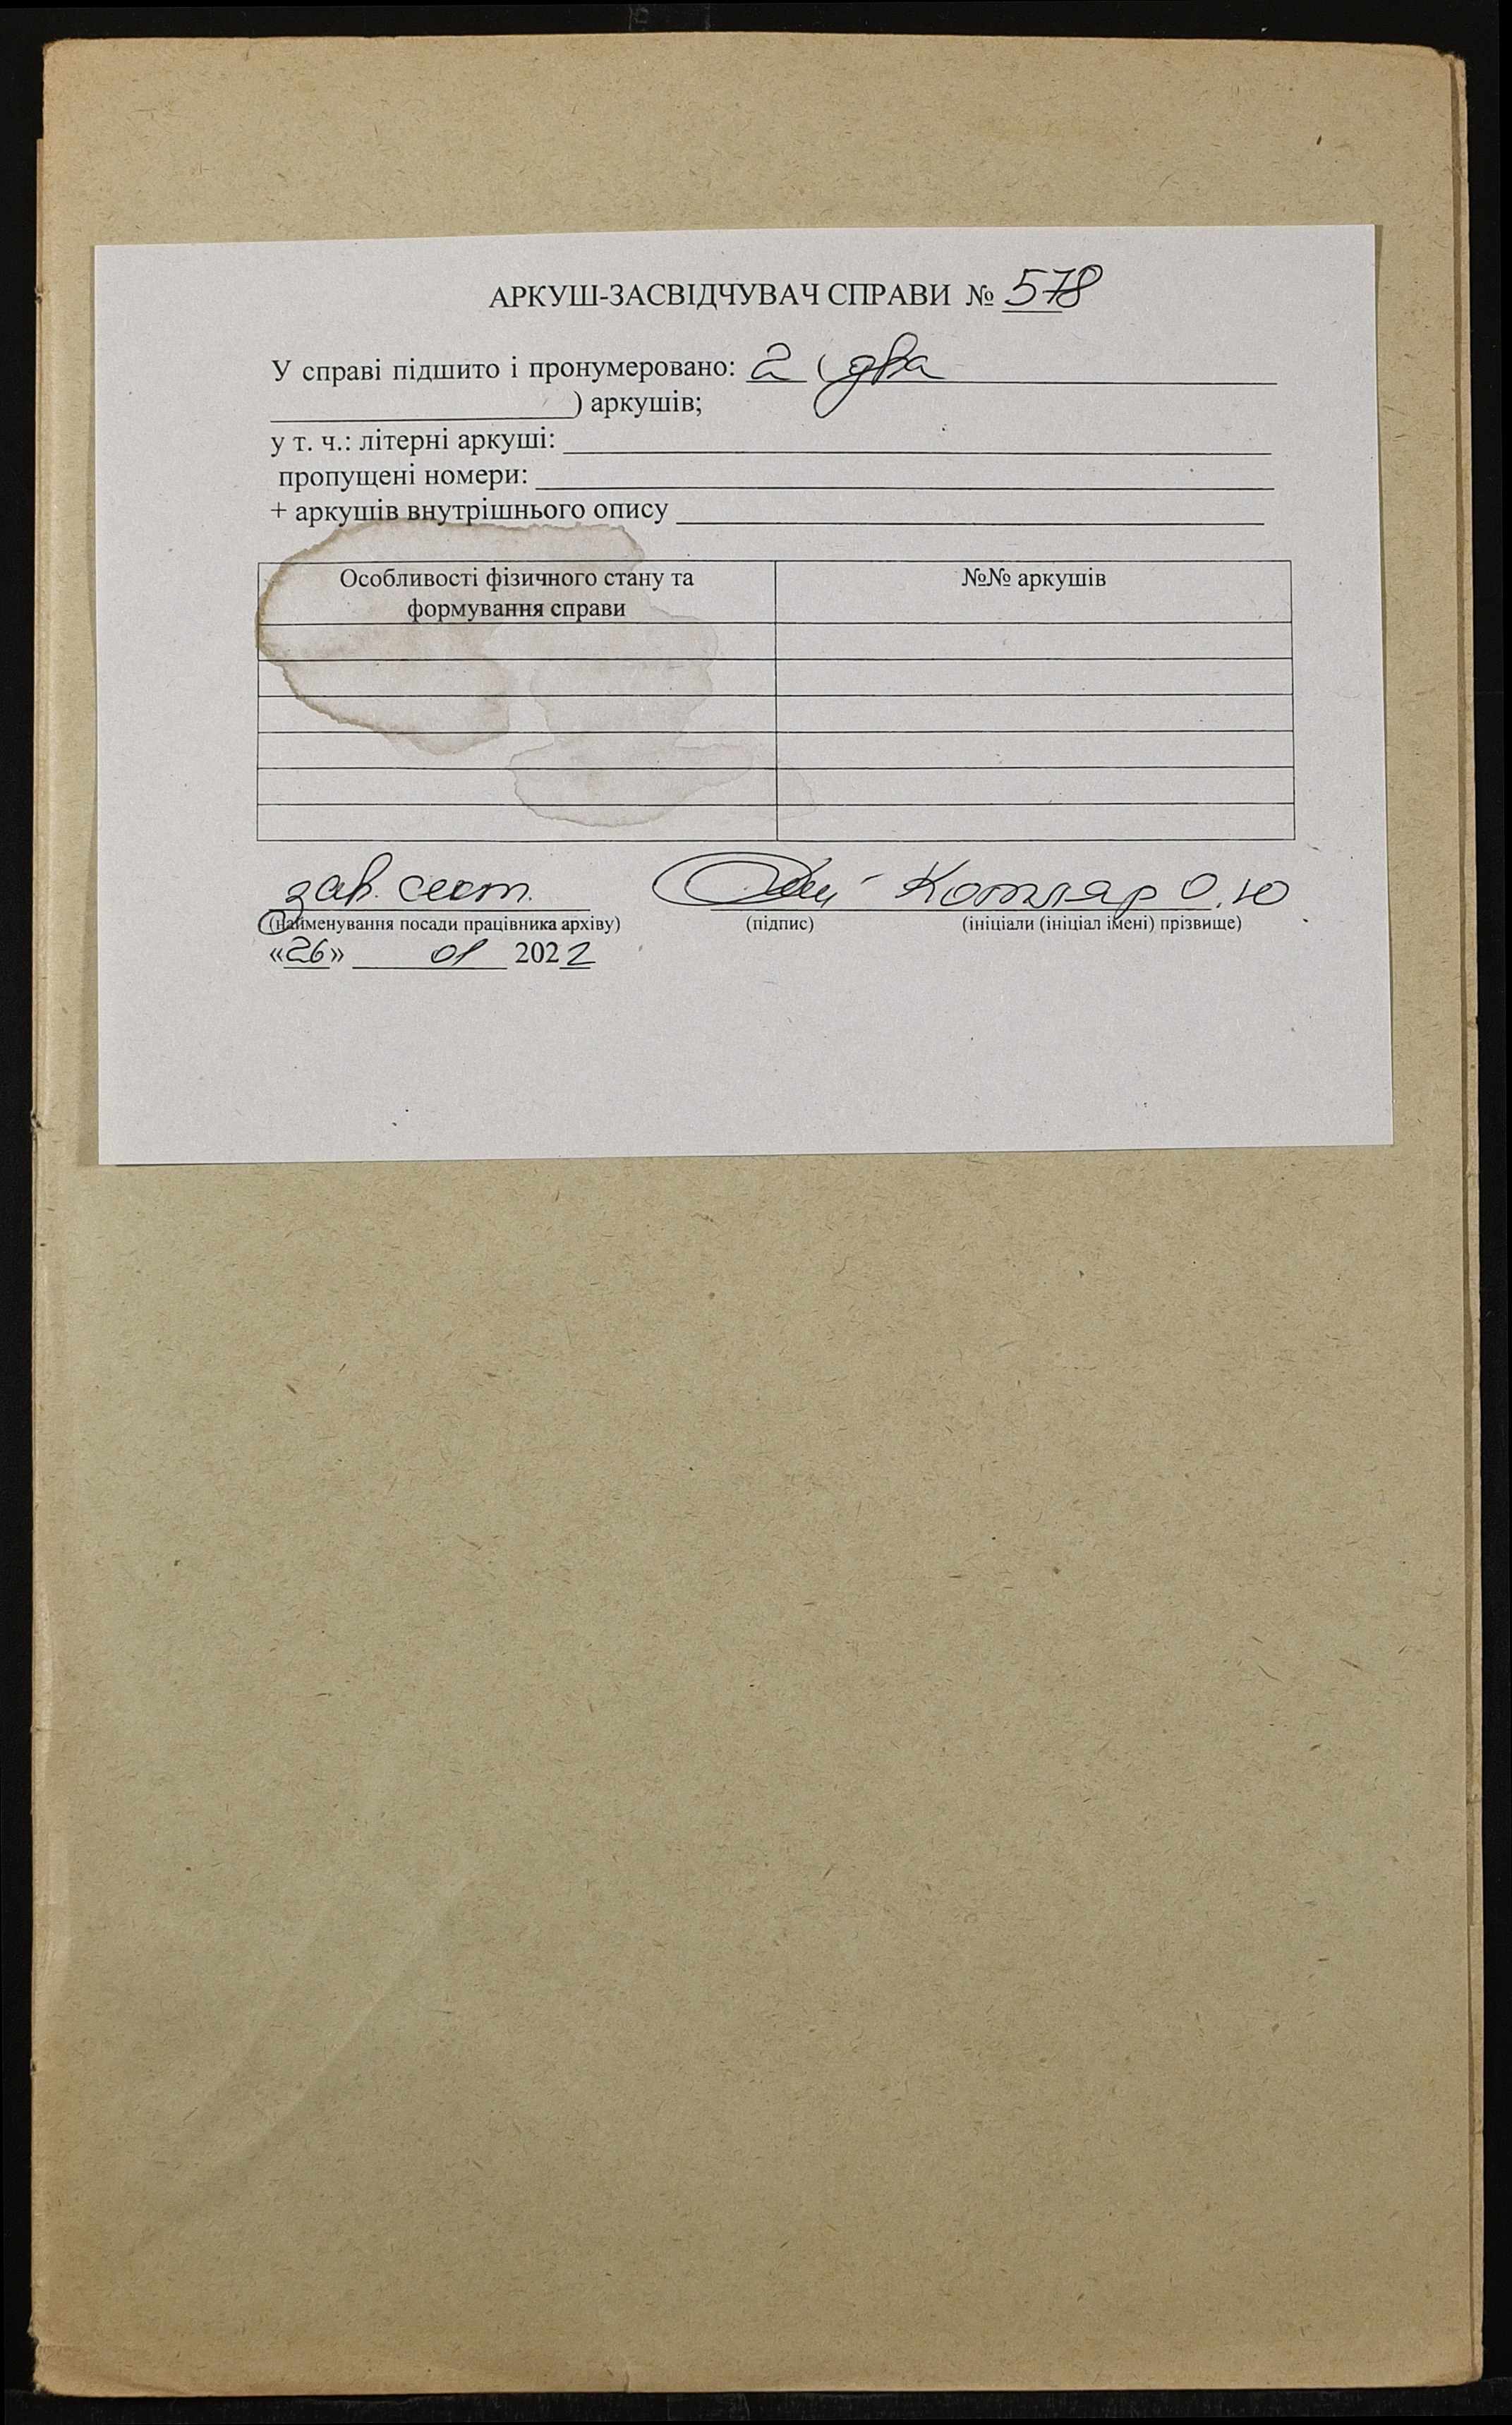 АРКУШ-ЗАСВІДЧУВАЧ СПРАВИ № 578
У справі підшито і пронумеровано: 2 (два
) аркушів;
у т. ч.: літерні аркуші:
пропущені номери:
+ аркушів внутрішнього опису
Особливості фізичного стану та формування справи
№№ аркушів
зав. сект. Котляр О.Ю
(найменування посади працівника архіву) (підпис) (ініціали (ініціал імені) прізвище)
«26» 01 2022